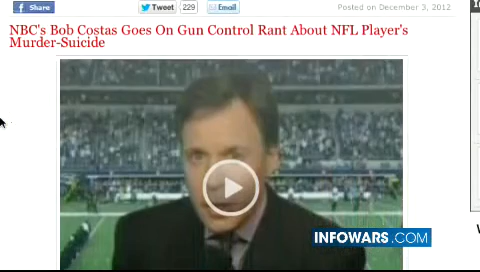 Share
Tweet
229
Email
Posted on December 3, 2012
NBC's Bob Costas Goes On Gun Control Rant About NFL Player's
Murder-Suicide
INFOWARS.COM